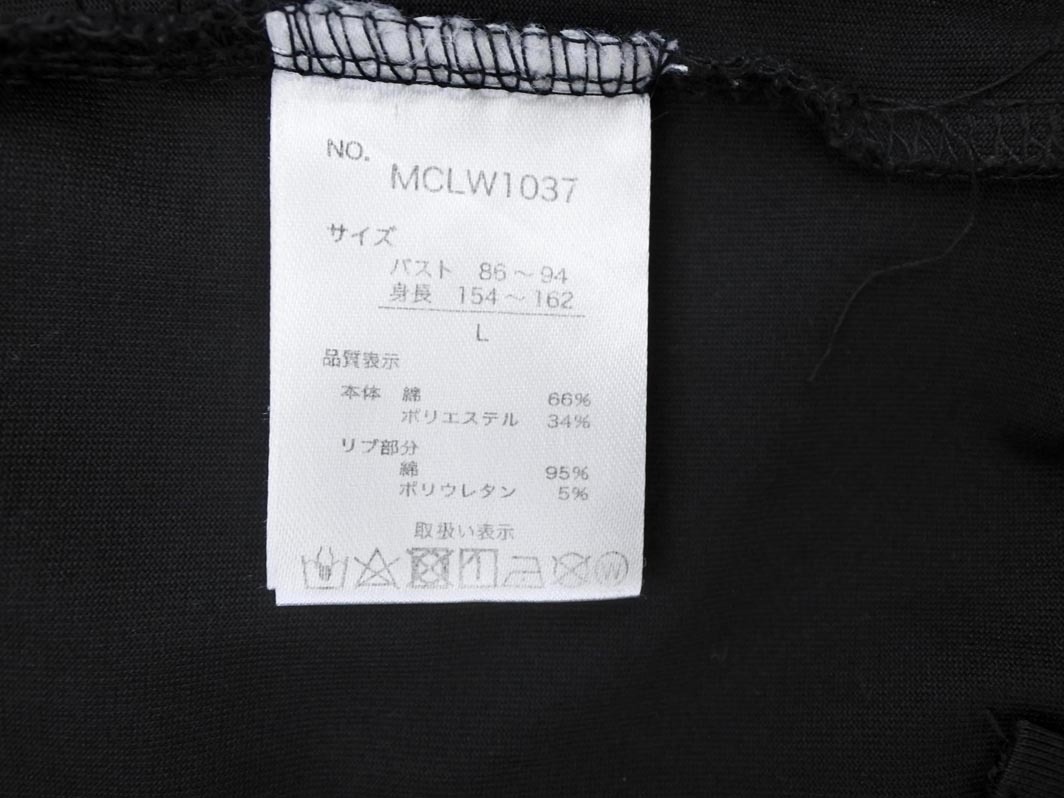 NO.
MCLW1037
サイズ
バスト 86～94
身長 154～162
L
品質表示
本体 綿 66%
ポリエステル 34%
リブ部分
綿 95%
ポリウレタン 5%
取扱い表示
W